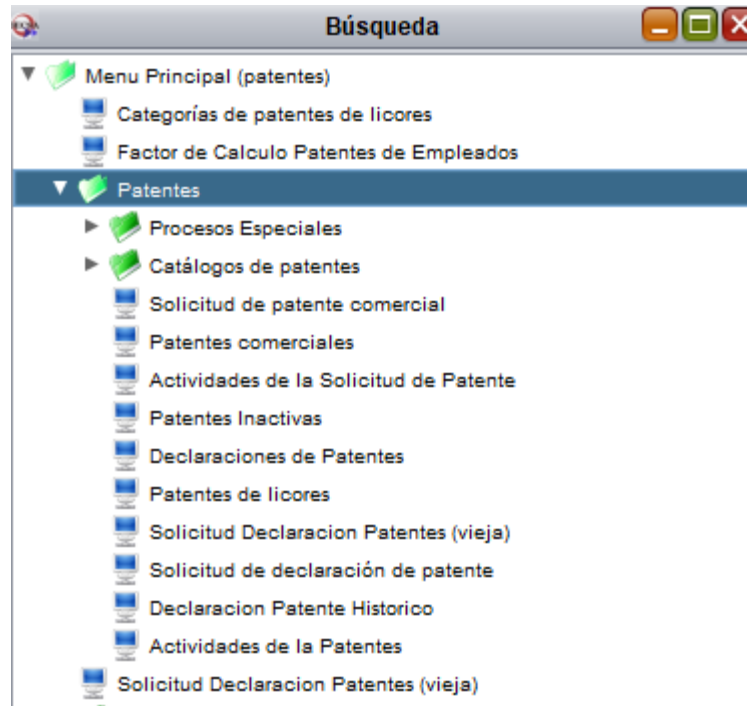 Búsqueda
Menu Principal (patentes)
Categorías de patentes de licores
Factor de Calculo Patentes de Empleados
Patentes
Procesos Especiales
Catálogos de patentes
Solicitud de patente comercial
Patentes comerciales
Actividades de la Solicitud de Patente
Patentes Inactivas
Declaraciones de Patentes
Patentes de licores
Solicitud Declaracion Patentes (vieja)
Solicitud de declaración de patente
Declaracion Patente Historico
Actividades de la Patentes
Solicitud Declaracion Patentes (vieja)